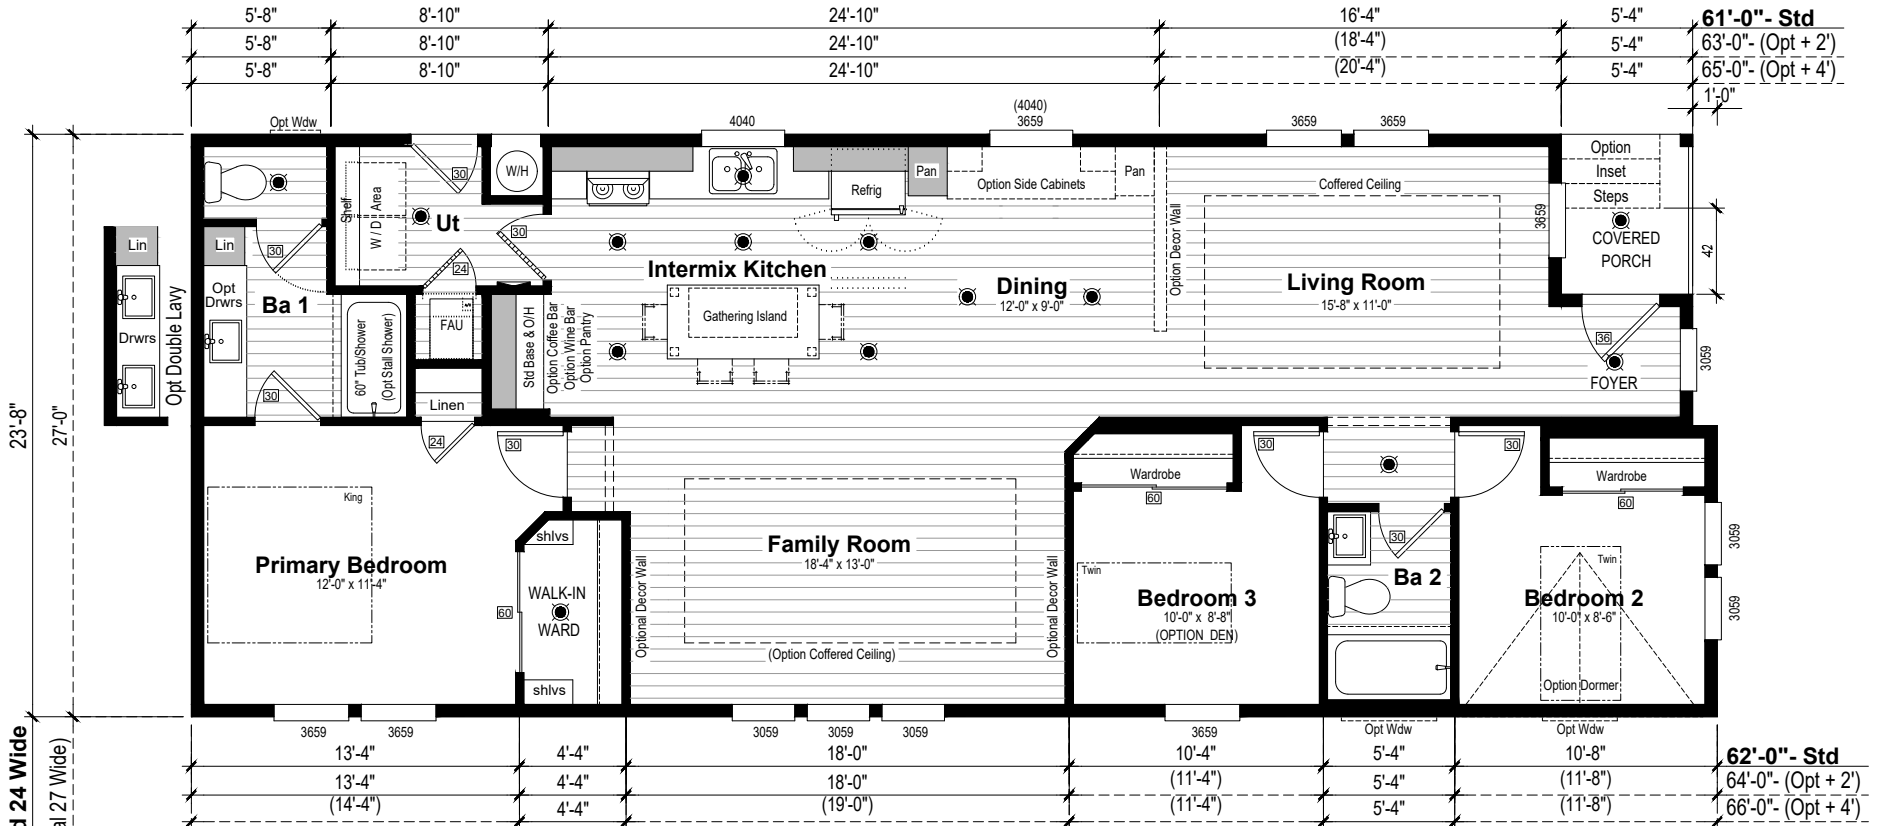 5'-8" 8'-10" 24'-10" 16'-4" 5'-4" 61'-0"- Std
5'-8" 8'-10" 24'-10" (18'-4") 5'-4" 63'-0"- (Opt + 2')
5'-8" 8'-10" 24'-10" (20'-4") 5'-4" 65'-0"- (Opt + 4')
1'-0"
Opt Wdw
4040
(4040)
3659
3659
3659
30
W/H
Shelf
W / D Area
Ut
30
24
Pan
Refrig
Option Side Cabinets
Pan
Option Decor Wall
Coffered Ceiling
3659
Option
Inset
Steps
COVERED
PORCH
42
Lin
Drwrs
Opt Double Lavy
Lin
30
Opt
Drwrs
Ba 1
30
60" Tub/Shower
(Opt Stall Shower)
FAU
Linen
Std Base & O/H
Option Coffee Bar
Option Wine Bar
Option Pantry
Intermix Kitchen
Gathering Island
Dining
12'-0" x 9'-0"
Living Room
15'-8" x 11'-0"
36
FOYER
3059
23'-8"
27'-0"
24
30
King
Primary Bedroom
12'-0" x 11'-4"
shlvs
60
WALK-IN
WARD
shlvs
Optional Decor Wall
Family Room
18'-4" x 13'-0"
(Option Coffered Ceiling)
Optional Decor Wall
Wardrobe
60
30
Twin
Bedroom 3
10'-0" x 8'-8"
(OPTION DEN)
30
Ba 2
30
Wardrobe
60
Twin
Bedroom 2
10'-0" x 8'-6"
Option Dormer
3059
3059
3659
3659
3059
3059
3059
3659
Opt Wdw
Opt Wdw
13'-4" 4'-4" 18'-0" 10'-4" 5'-4" 10'-8" 62'-0"- Std
13'-4" 4'-4" 18'-0" (11'-4") 5'-4" (11'-8") 64'-0"- (Opt + 2')
(14'-4") 4'-4" (19'-0") (11'-4") 5'-4" (11'-8") 66'-0"- (Opt + 4')
d 24 Wide
al 27 Wide)